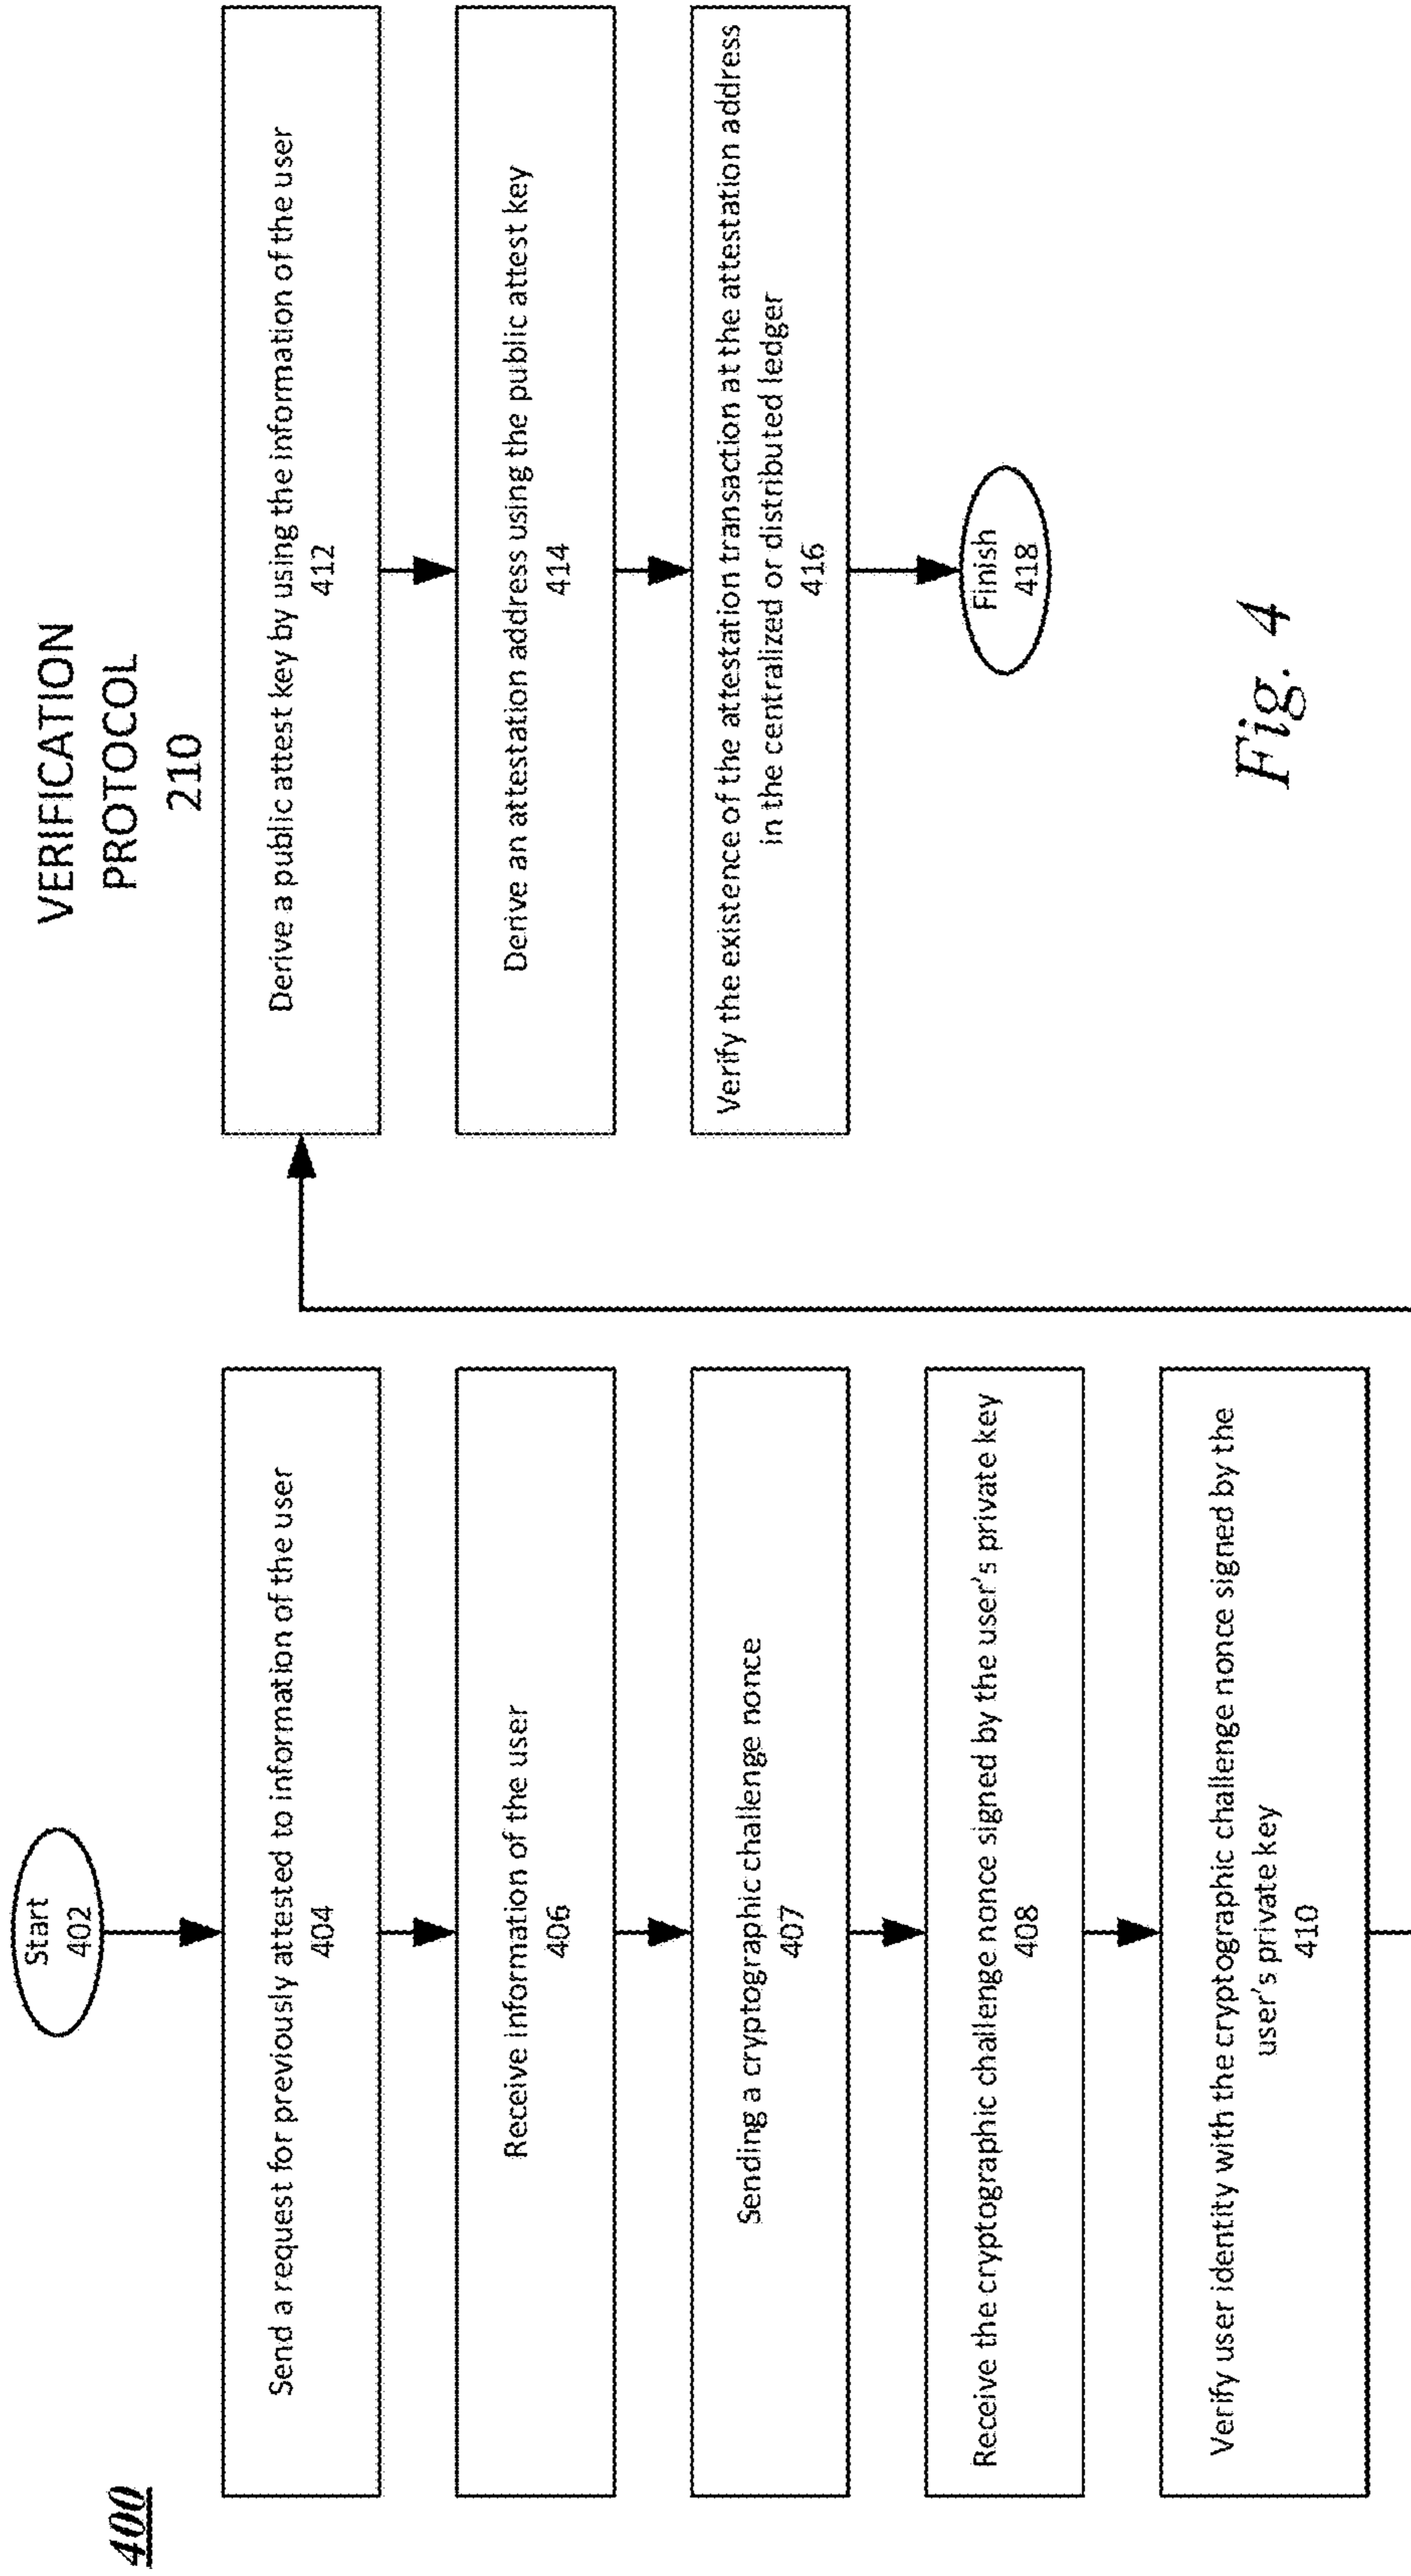 400
VERIFICATION
PROTOCOL
210
Start
402
Send a request for previously attested to information of the user
404
Receive information of the user
406
Sending a cryptographic challenge nonce
407
Receive the cryptographic challenge nonce signed by the user's private key
408
Verify user identity with the cryptographic challenge nonce signed by the
user's private key
410
Derive a public attest key by using the information of the user
412
Derive an attestation address using the public attest key
414
Verify the existence of the attestation transaction at the attestation address
in the centralized or distributed ledger
416
Finish
418
Fig. 4